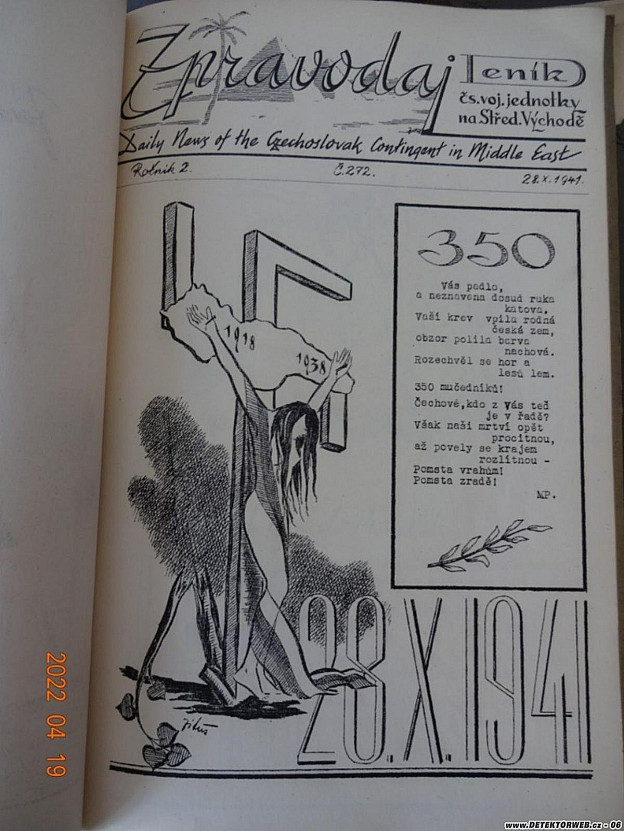 Zpravodaj Deník
čs.voj.jednotky
na Střed.Východě
Daily News of the Czechoslovak Contingent in Middle East
Ročník 2. Č.272. 28.X.1941.
1918
1938
350
Vás padlo,
a neznavena dosud ruka
katova,
Vaší krev vpila rodná
česká zem,
obzor polila barva
nachová.
Rozechvěl se hor a
lesů lem.
350 mučedníků!
Čechové,kdo z Vás teď
je v řadě?
Však naši mrtví opět
procitnou,
až povely se krajem
rozlítnou -
Pomsta vrahům!
Pomsta zradě!
MP.
28.X.1941
2022 04 19
www.DETEKTORWEB.cz - 06